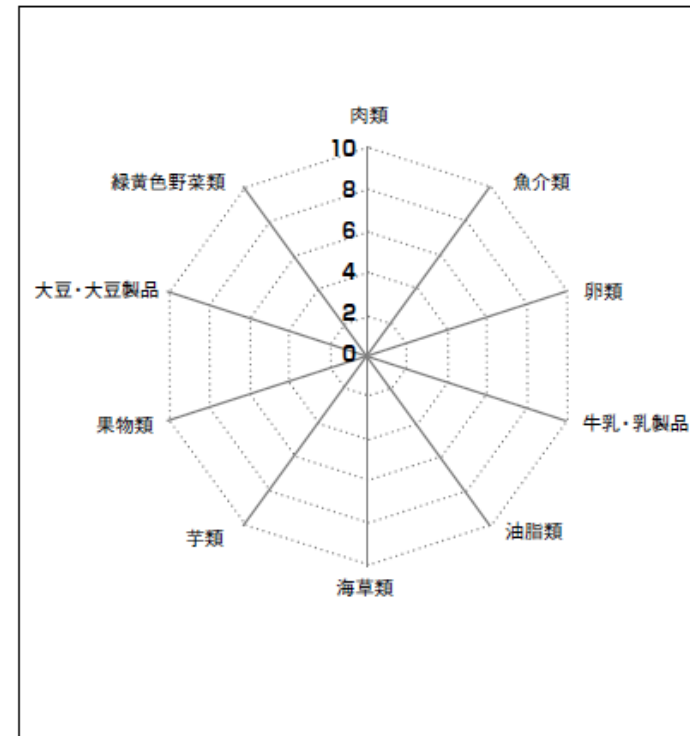 肉類
10
緑黄色野菜類
魚介類
8
6
大豆・大豆製品
卵類
4
2
0
果物類
牛乳・乳製品
芋類
油脂類
海草類